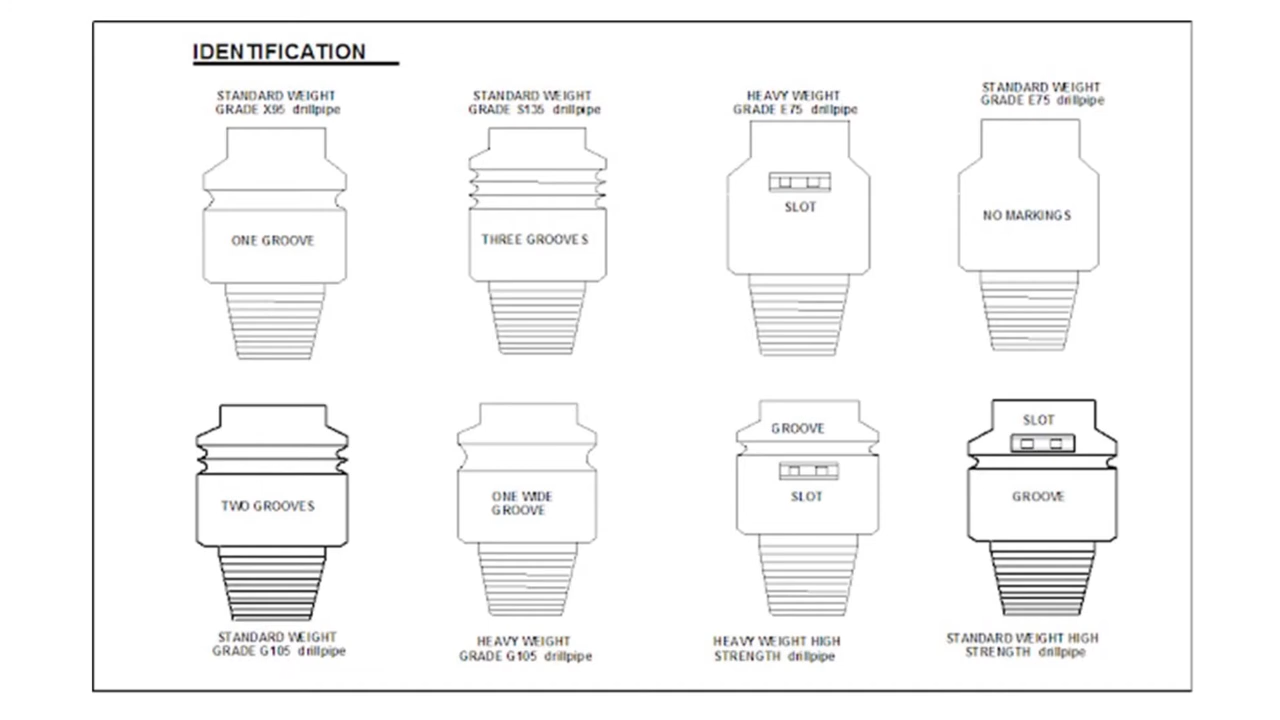 IDENTIFICATION
STANDARD WEIGHT
GRADE X95 drillpipe
STANDARD WEIGHT
GRADE S135 drillpipe
HEAVY WEIGHT
GRADE E75 drillpipe
STANDARD WEIGHT
GRADE E75 drillpipe
ONE GROOVE
THREE GROOVES
SLOT
NO MARKINGS
TWO GROOVES
ONE WIDE
GROOVE
GROOVE
SLOT
SLOT
GROOVE
STANDARD WEIGHT
GRADE G105 drillpipe
HEAVY WEIGHT
GRADE G105 drillpipe
HEAVY WEIGHT HIGH
STRENGTH drillpipe
STANDARD WEIGHT HIGH
STRENGTH drillpipe